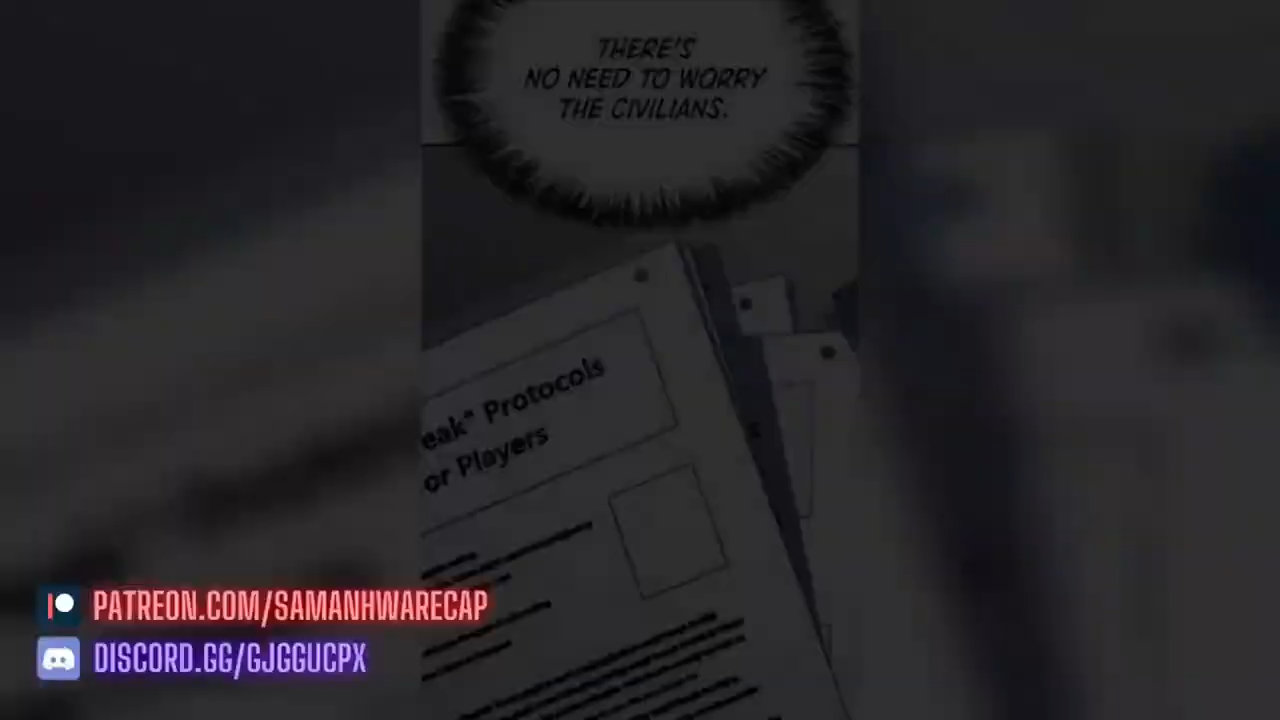 THERE'S
NO NEED TO WORRY
THE CIVILIANS.
eak" Protocols
or Players
PATREON.COM/SAMANHWARECAP
DISCORD.GG/GJGGUCPX